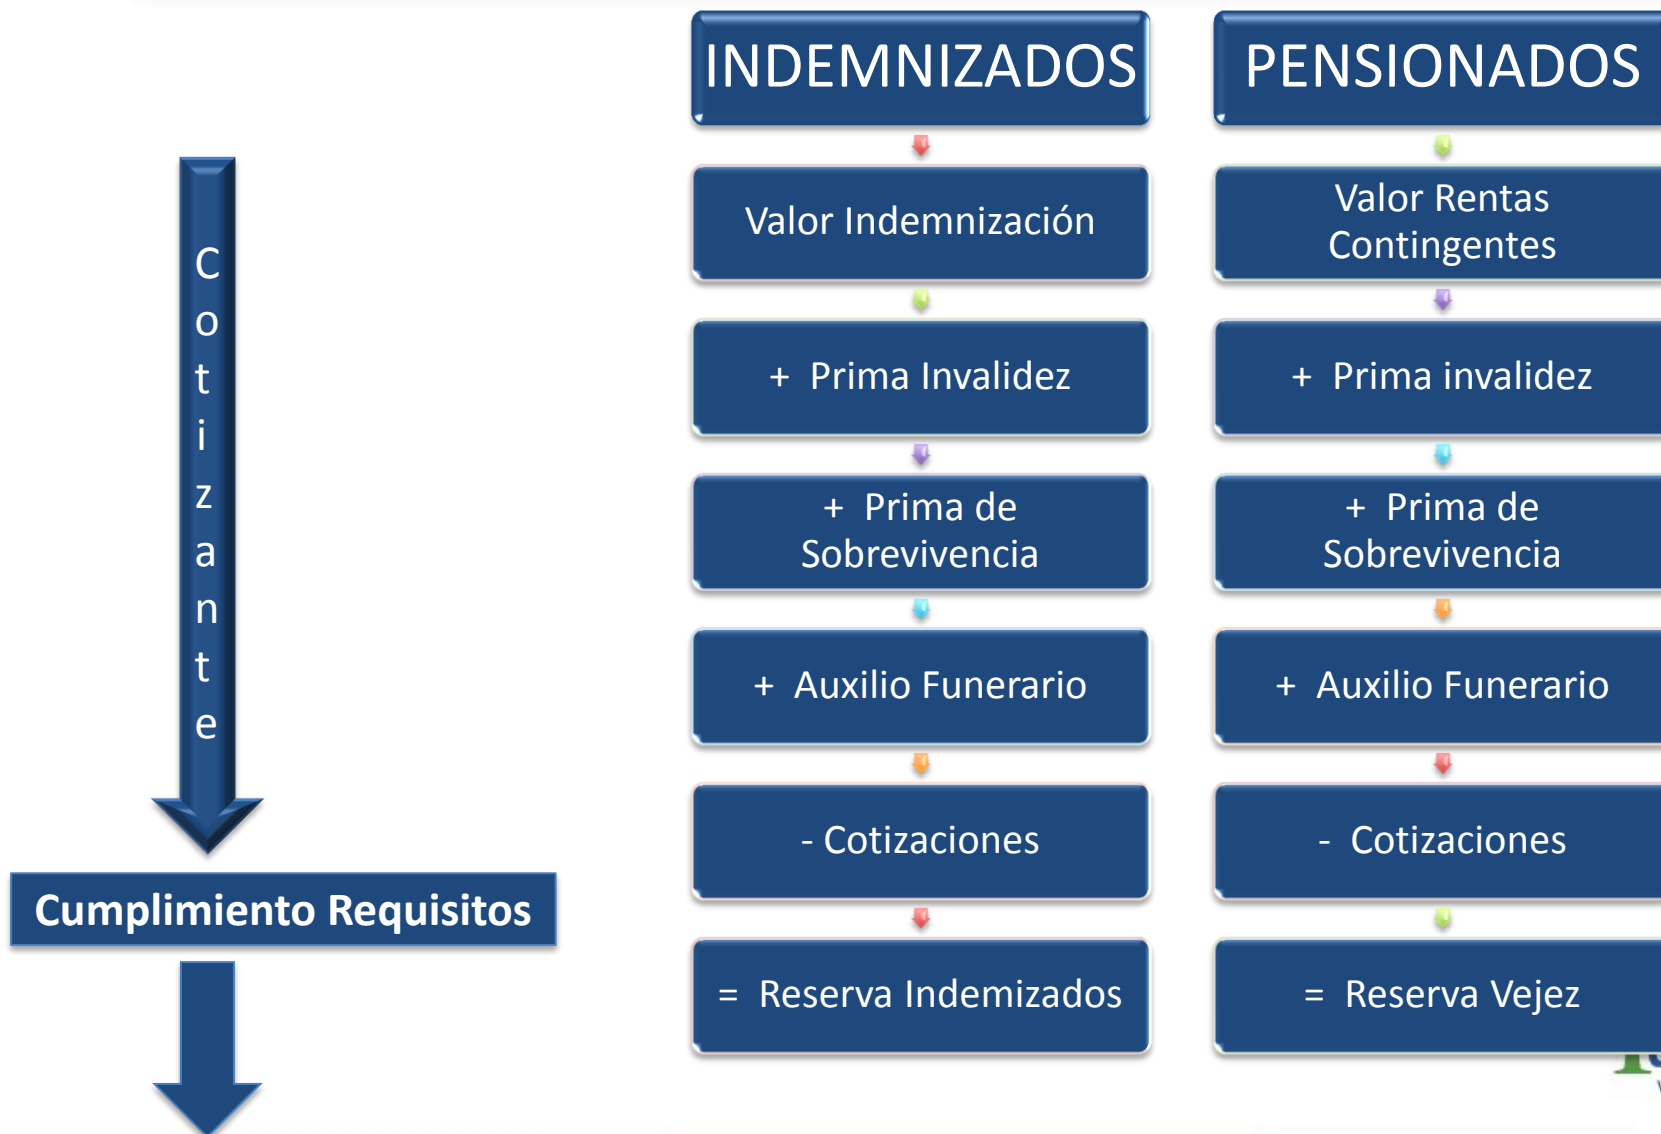 INDEMNIZADOS
PENSIONADOS
Cotizante
Valor Indemnización
Valor Rentas
Contingentes
+ Prima Invalidez
+ Prima invalidez
+ Prima de
Sobrevivencia
+ Prima de
Sobrevivencia
+ Auxilio Funerario
+ Auxilio Funerario
- Cotizaciones
- Cotizaciones
Cumplimiento Requisitos
= Reserva Indemizados
= Reserva Vejez